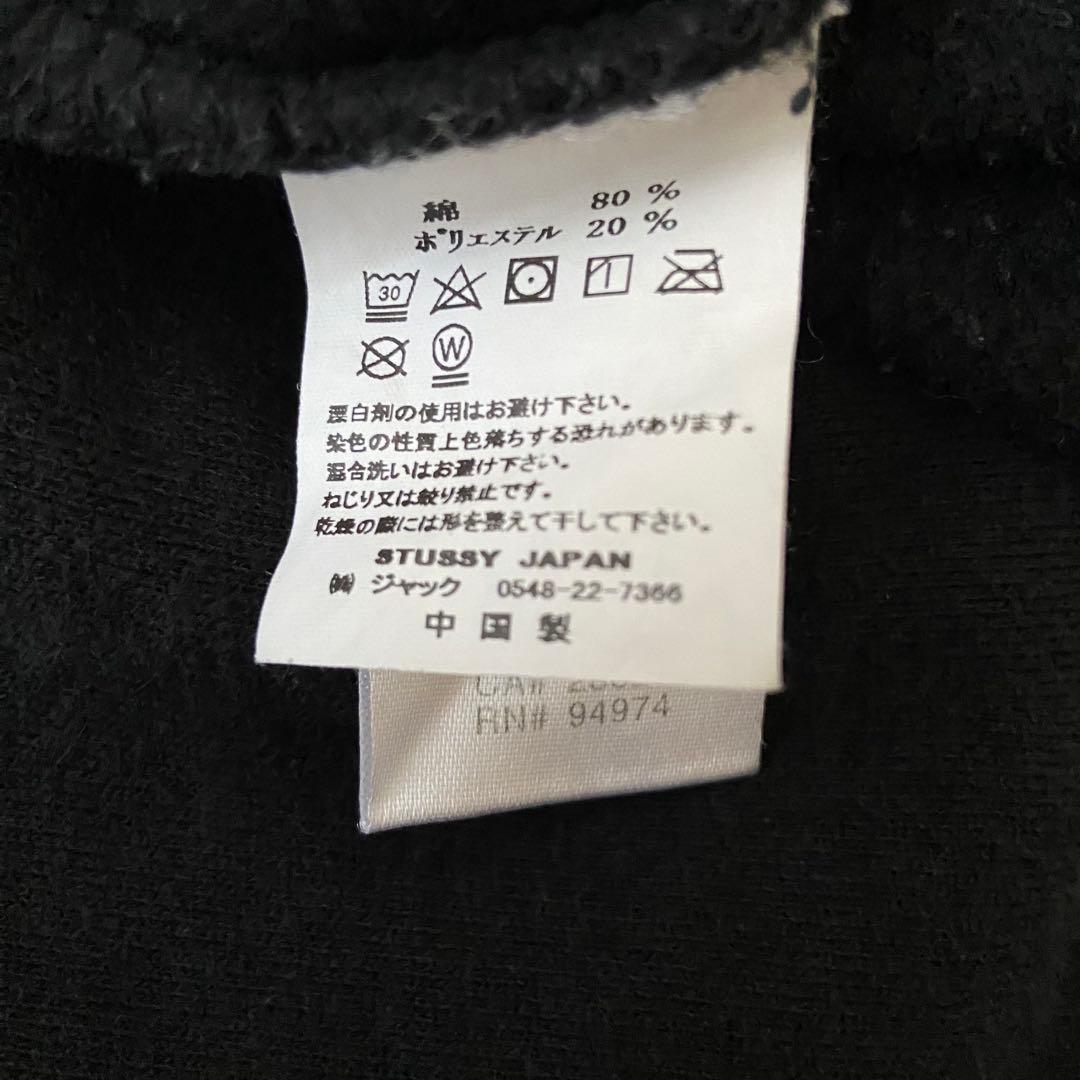 綿 80 %
ポリエステル 20 %
30
W
漂白剤の使用はお避け下さい。
染色の性質上色落ちする恐れがあります。
混合洗いはお避け下さい。
ねじり又は絞り禁止です。
乾燥の際には形を整えて干して下さい。
STUSSY JAPAN
㈱ ジャック 0548-22-7366
中国製
CA#
RN# 94974